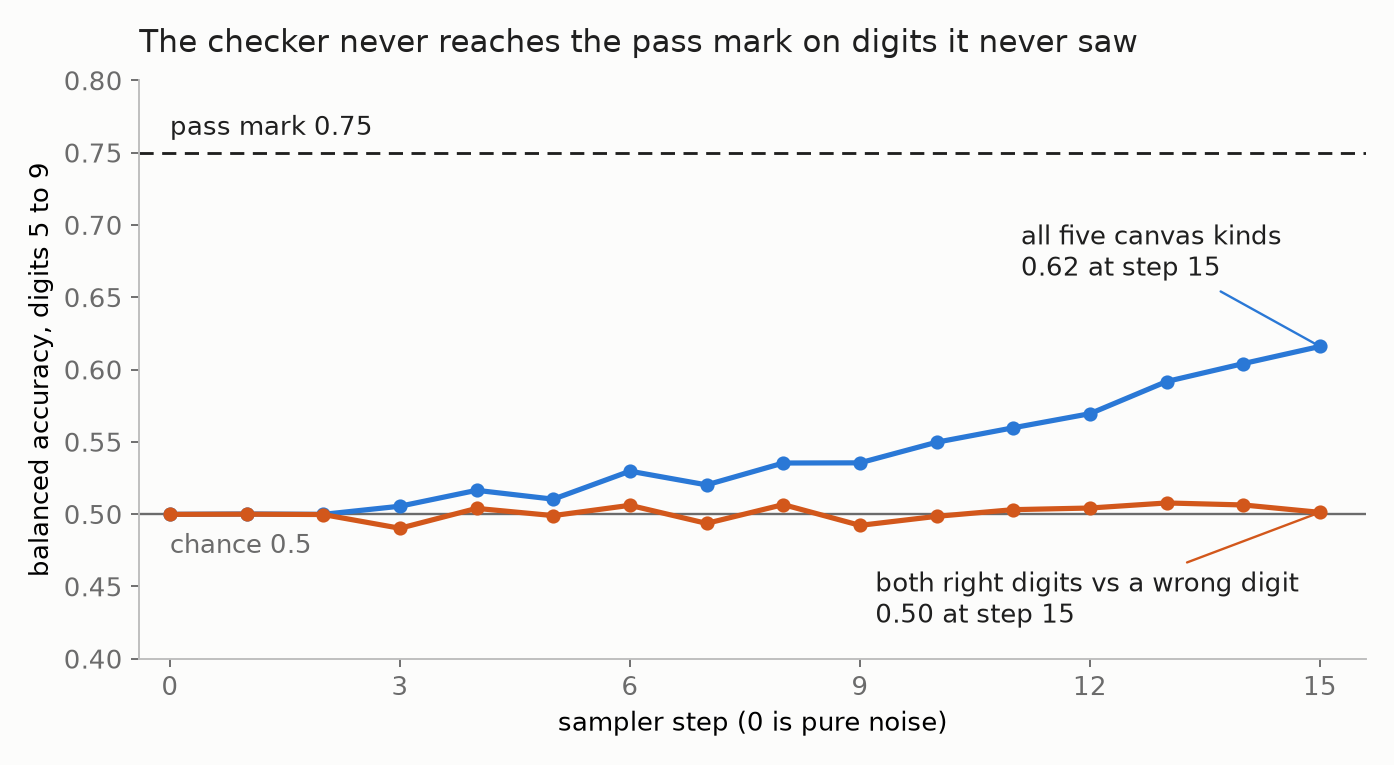 The checker never reaches the pass mark on digits it never saw
balanced accuracy, digits 5 to 9
0.80
0.75
0.70
0.65
0.60
0.55
0.50
0.45
0.40
pass mark 0.75
all five canvas kinds
0.62 at step 15
chance 0.5
both right digits vs a wrong digit
0.50 at step 15
0
3
6
9
12
15
sampler step (0 is pure noise)